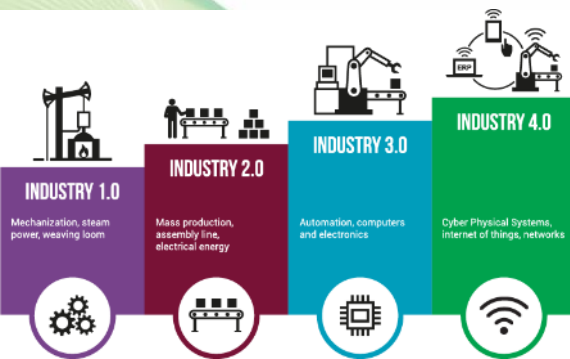 ERP
INDUSTRY 1.0
Mechanization, steam
power, weaving loom
INDUSTRY 2.0
Mass production,
assembly line,
electrical energy
INDUSTRY 3.0
Automation, computers
and electronics
INDUSTRY 4.0
Cyber Physical Systems,
internet of things, networks